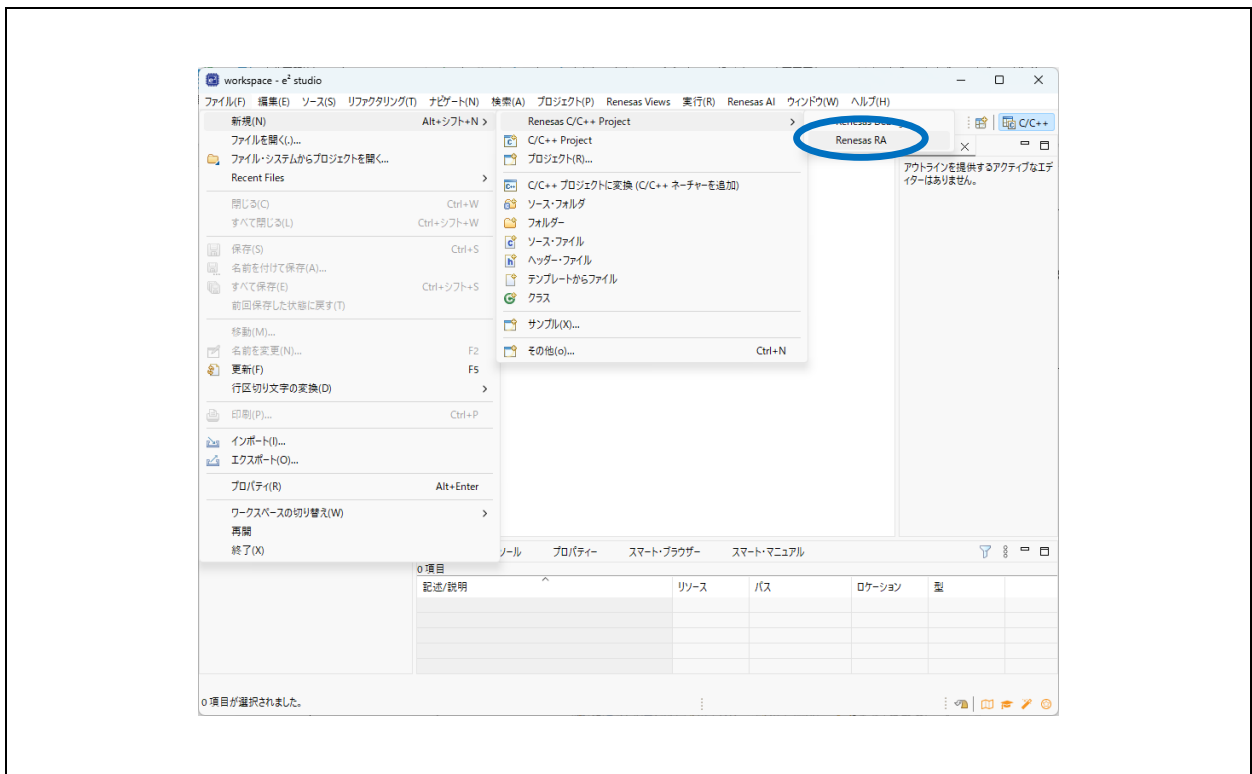 workspace - e² studio
ファイル(F) 編集(E) ソース(S) リファクタリング(T) ナビゲート(N) 検索(A) プロジェクト(P) Renesas Views 実行(R) Renesas AI ウィンドウ(W) ヘルプ(H)
新規(N) Alt+シフト+N >
ファイルを開く(.)...
ファイル・システムからプロジェクトを開く...
Recent Files >
閉じる(C) Ctrl+W
すべて閉じる(L) Ctrl+シフト+W
保存(S) Ctrl+S
名前を付けて保存(A)...
すべて保存(E) Ctrl+シフト+S
前回保存した状態に戻す(T)
移動(M)...
名前を変更(N)... F2
更新(F) F5
行区切り文字の変換(D) >
印刷(P)... Ctrl+P
インポート(I)...
エクスポート(O)...
プロパティ(R) Alt+Enter
ワークスペースの切り替え(W) >
再開
終了(X)
Renesas C/C++ Project >
C/C++ Project
プロジェクト(R)...
C/C++ プロジェクトに変換 (C/C++ ネーチャーを追加)
ソース・フォルダ
フォルダー
ソース・ファイル
ヘッダー・ファイル
テンプレートからファイル
クラス
サンプル(X)...
その他(o)... Ctrl+N
Renesas
Renesas RA
C/C++
アウトラインを提供するアクティブなエデ
ィターはありません。
ソール プロパティー スマート・ブラウザー スマート・マニュアル
0 項目
記述/説明 リソース パス ロケーション 型
0 項目が選択されました。